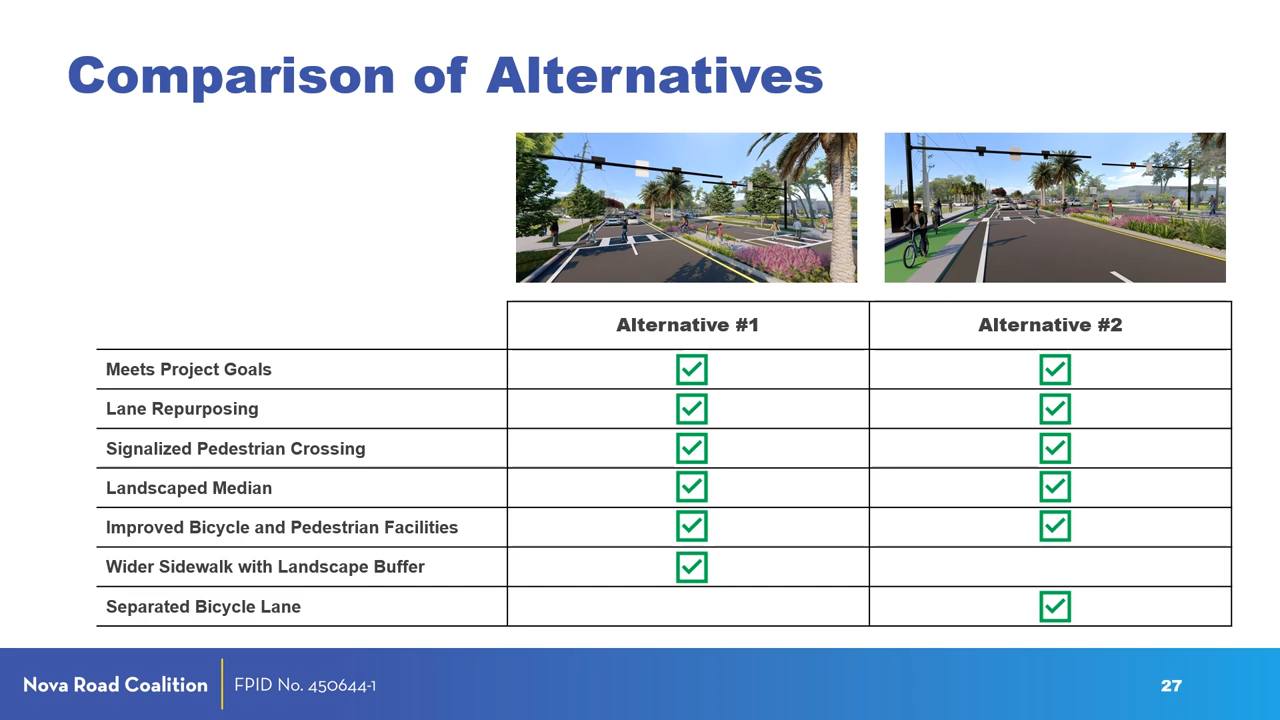 Comparison of Alternatives
Alternative #1
Alternative #2
Meets Project Goals
Lane Repurposing
Signalized Pedestrian Crossing
Landscaped Median
Improved Bicycle and Pedestrian Facilities
Wider Sidewalk with Landscape Buffer
Separated Bicycle Lane
Nova Road Coalition
FPID No. 450644-1
27